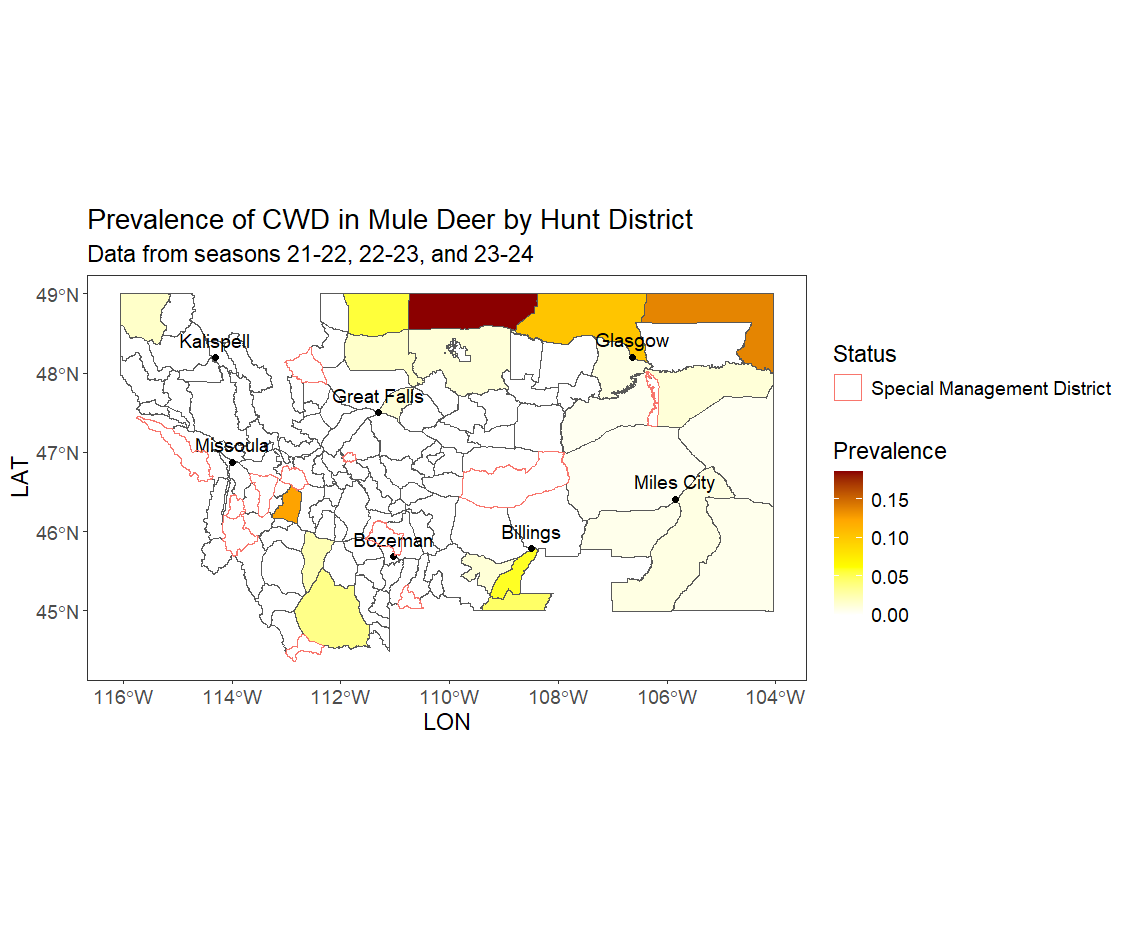 Prevalence of CWD in Mule Deer by Hunt District
Data from seasons 21-22, 22-23, and 23-24
49°N
48°N
47°N
46°N
45°N
LAT
Kalispell
Glasgow
Great Falls
Missoula
Miles City
Billings
Bozeman
116°W
114°W
112°W
110°W
108°W
106°W
104°W
LON
Status
Special Management District
Prevalence
0.15
0.10
0.05
0.00